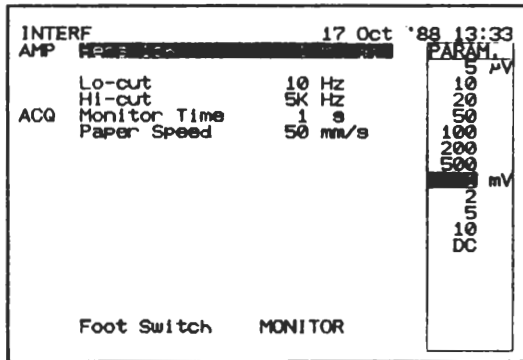 INTERF 17 Oct '88 13:33
AMP PARAM.
5 μV
Lo-cut 10 Hz 10
Hi-cut 5K Hz 20
ACQ Monitor Time 1 s 50
Paper Speed 50 mm/s 100
200
500
mV
2
5
10
DC
Foot Switch MONITOR